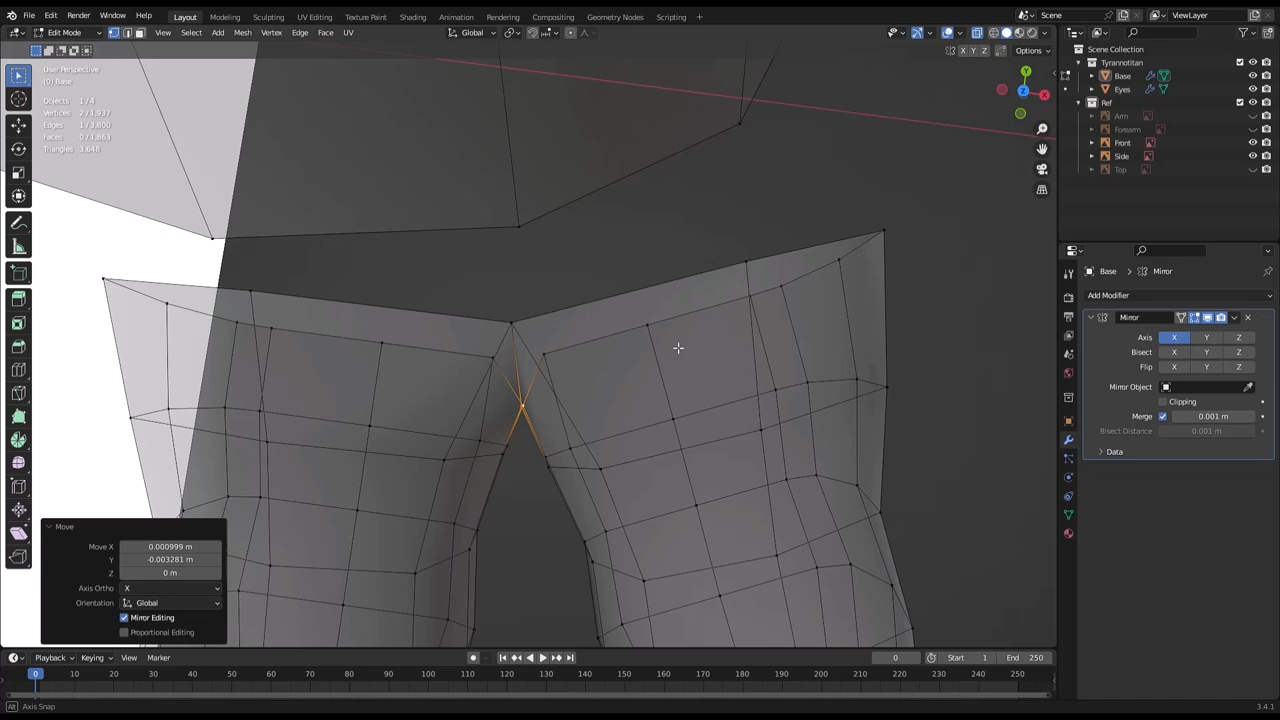 File Edit Render Window Help Layout Modeling Sculpting UV Editing Texture Paint Shading Animation Rendering Compositing Geometry Nodes Scripting + Scene ViewLayer
Edit Mode View Select Add Mesh Vertex Edge Face UV Global
X Y Z Options
User Perspective
(0) Base
Objects 1/4
Vertices 2/1,937
Edges 1/3,800
Faces 0/1,863
Triangles 3,648
Y
X
Z
Scene Collection
Tyrannotitan
Base
Eyes
Ref
Arm
Forearm
Front
Side
Top
Base > Mirror
Add Modifier
Mirror
Axis X Y Z
Bisect X Y Z
Flip X Y Z
Mirror Object
Clipping
Merge 0.001 m
Bisect Distance 0.001 m
Data
Move
Move X 0.000999 m
Y -0.003281 m
Z 0 m
Axis Ortho X
Orientation Global
Mirror Editing
Proportional Editing
Playback Keying View Marker 0 Start 1 End 250
0 10 20 30 40 50 60 70 80 90 100 110 120 130 140 150 160 170 180 190 200 210 220 230 240 250
Alt Axis Snap 3.4.1